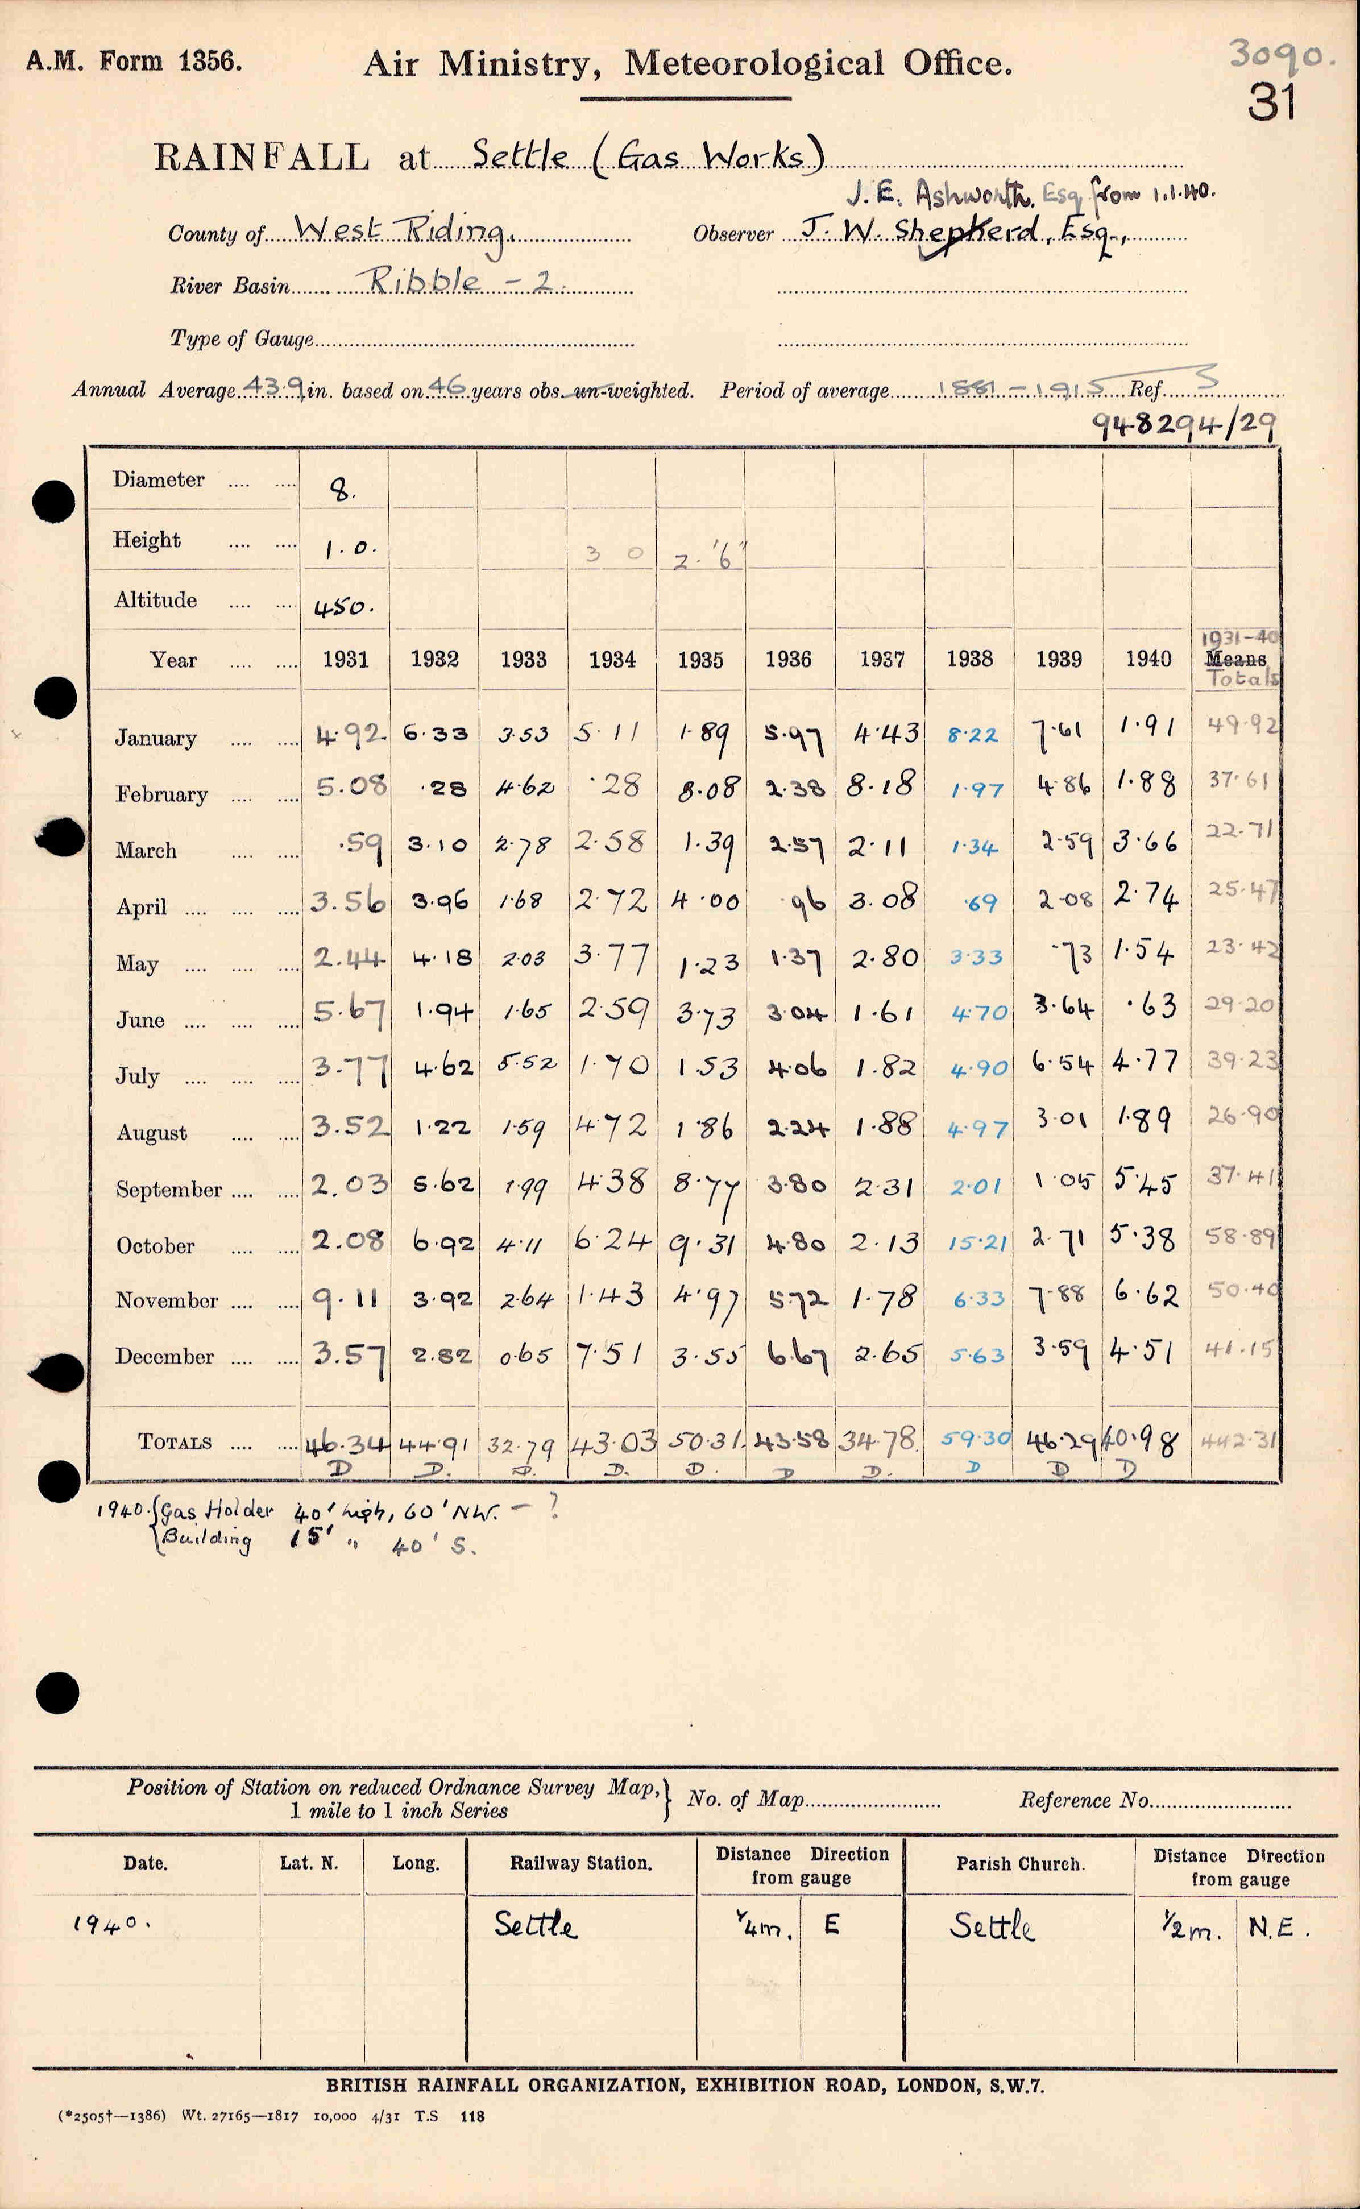 A.M. Form 1356.
Air Ministry, Meteorological Office.
3090.
31
RAINFALL at Settle (Gas Works)
J.E. Ashworth. Esq from 1.1.40.
County of West Riding. Observer J. W. Shepherd, Esq.,
River Basin Ribble - 2.
Type of Gauge
Annual Average 43.9 in. based on 46 years obs. un-weighted. Period of average 1881-1915 Ref. 5
948294/29
Diameter 8.
Height 1.0. 3 0 2.'6"
Altitude 450.
Year 1931 1932 1933 1934 1935 1936 1937 1938 1939 1940 1931-40 Means Totals
January 4.92 6.33 3.53 5.11 1.89 5.97 4.43 8.22 7.61 1.91 49.92
February 5.08 .28 4.62 .28 8.08 2.38 8.18 1.97 4.86 1.88 37.61
March .59 3.10 2.78 2.58 1.39 2.57 2.11 1.34 2.59 3.66 22.71
April 3.56 3.96 1.68 2.72 4.00 .96 3.08 .69 2.08 2.74 25.47
May 2.44 4.18 2.03 3.77 1.23 1.37 2.80 3.33 .73 1.54 23.42
June 5.67 1.94 1.65 2.59 3.73 3.04 1.61 4.70 3.64 .63 29.20
July 3.77 4.62 5.52 1.70 1.53 4.06 1.82 4.90 6.54 4.77 39.23
August 3.52 1.22 1.59 4.72 1.86 2.24 1.88 4.97 3.01 1.89 26.90
September 2.03 5.62 1.99 4.38 8.77 3.80 2.31 2.01 1.05 5.45 37.41
October 2.08 6.92 4.11 6.24 9.31 4.80 2.13 15.21 2.71 5.38 58.89
November 9.11 3.92 2.64 1.43 4.97 5.72 1.78 6.33 7.88 6.62 50.40
December 3.57 2.82 0.65 7.51 3.55 6.67 2.65 5.63 3.59 4.51 41.15
TOTALS 46.34 44.91 32.79 43.03 50.31. 43.58 34.78. 59.30 46.29 40.98 442.31
D D. D. D. D. D D. D D D
1940. {Gas Holder 40' high, 60' NW. - ?
{Building 15' " 40' S.
Position of Station on reduced Ordnance Survey Map, } No. of Map Reference No.
1 mile to 1 inch Series
Date. Lat. N. Long. Railway Station. Distance Direction from gauge Parish Church. Distance Direction from gauge
1940. Settle ¼m. E Settle ½m. N.E.
BRITISH RAINFALL ORGANIZATION, EXHIBITION ROAD, LONDON, S.W.7.
(*2505†—1386) Wt. 27165—1817 10,000 4/31 T.S 118